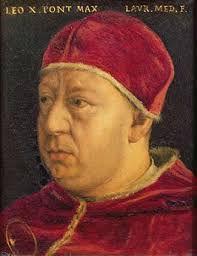 LEO X. PONT MAX LAVR. MED. F.